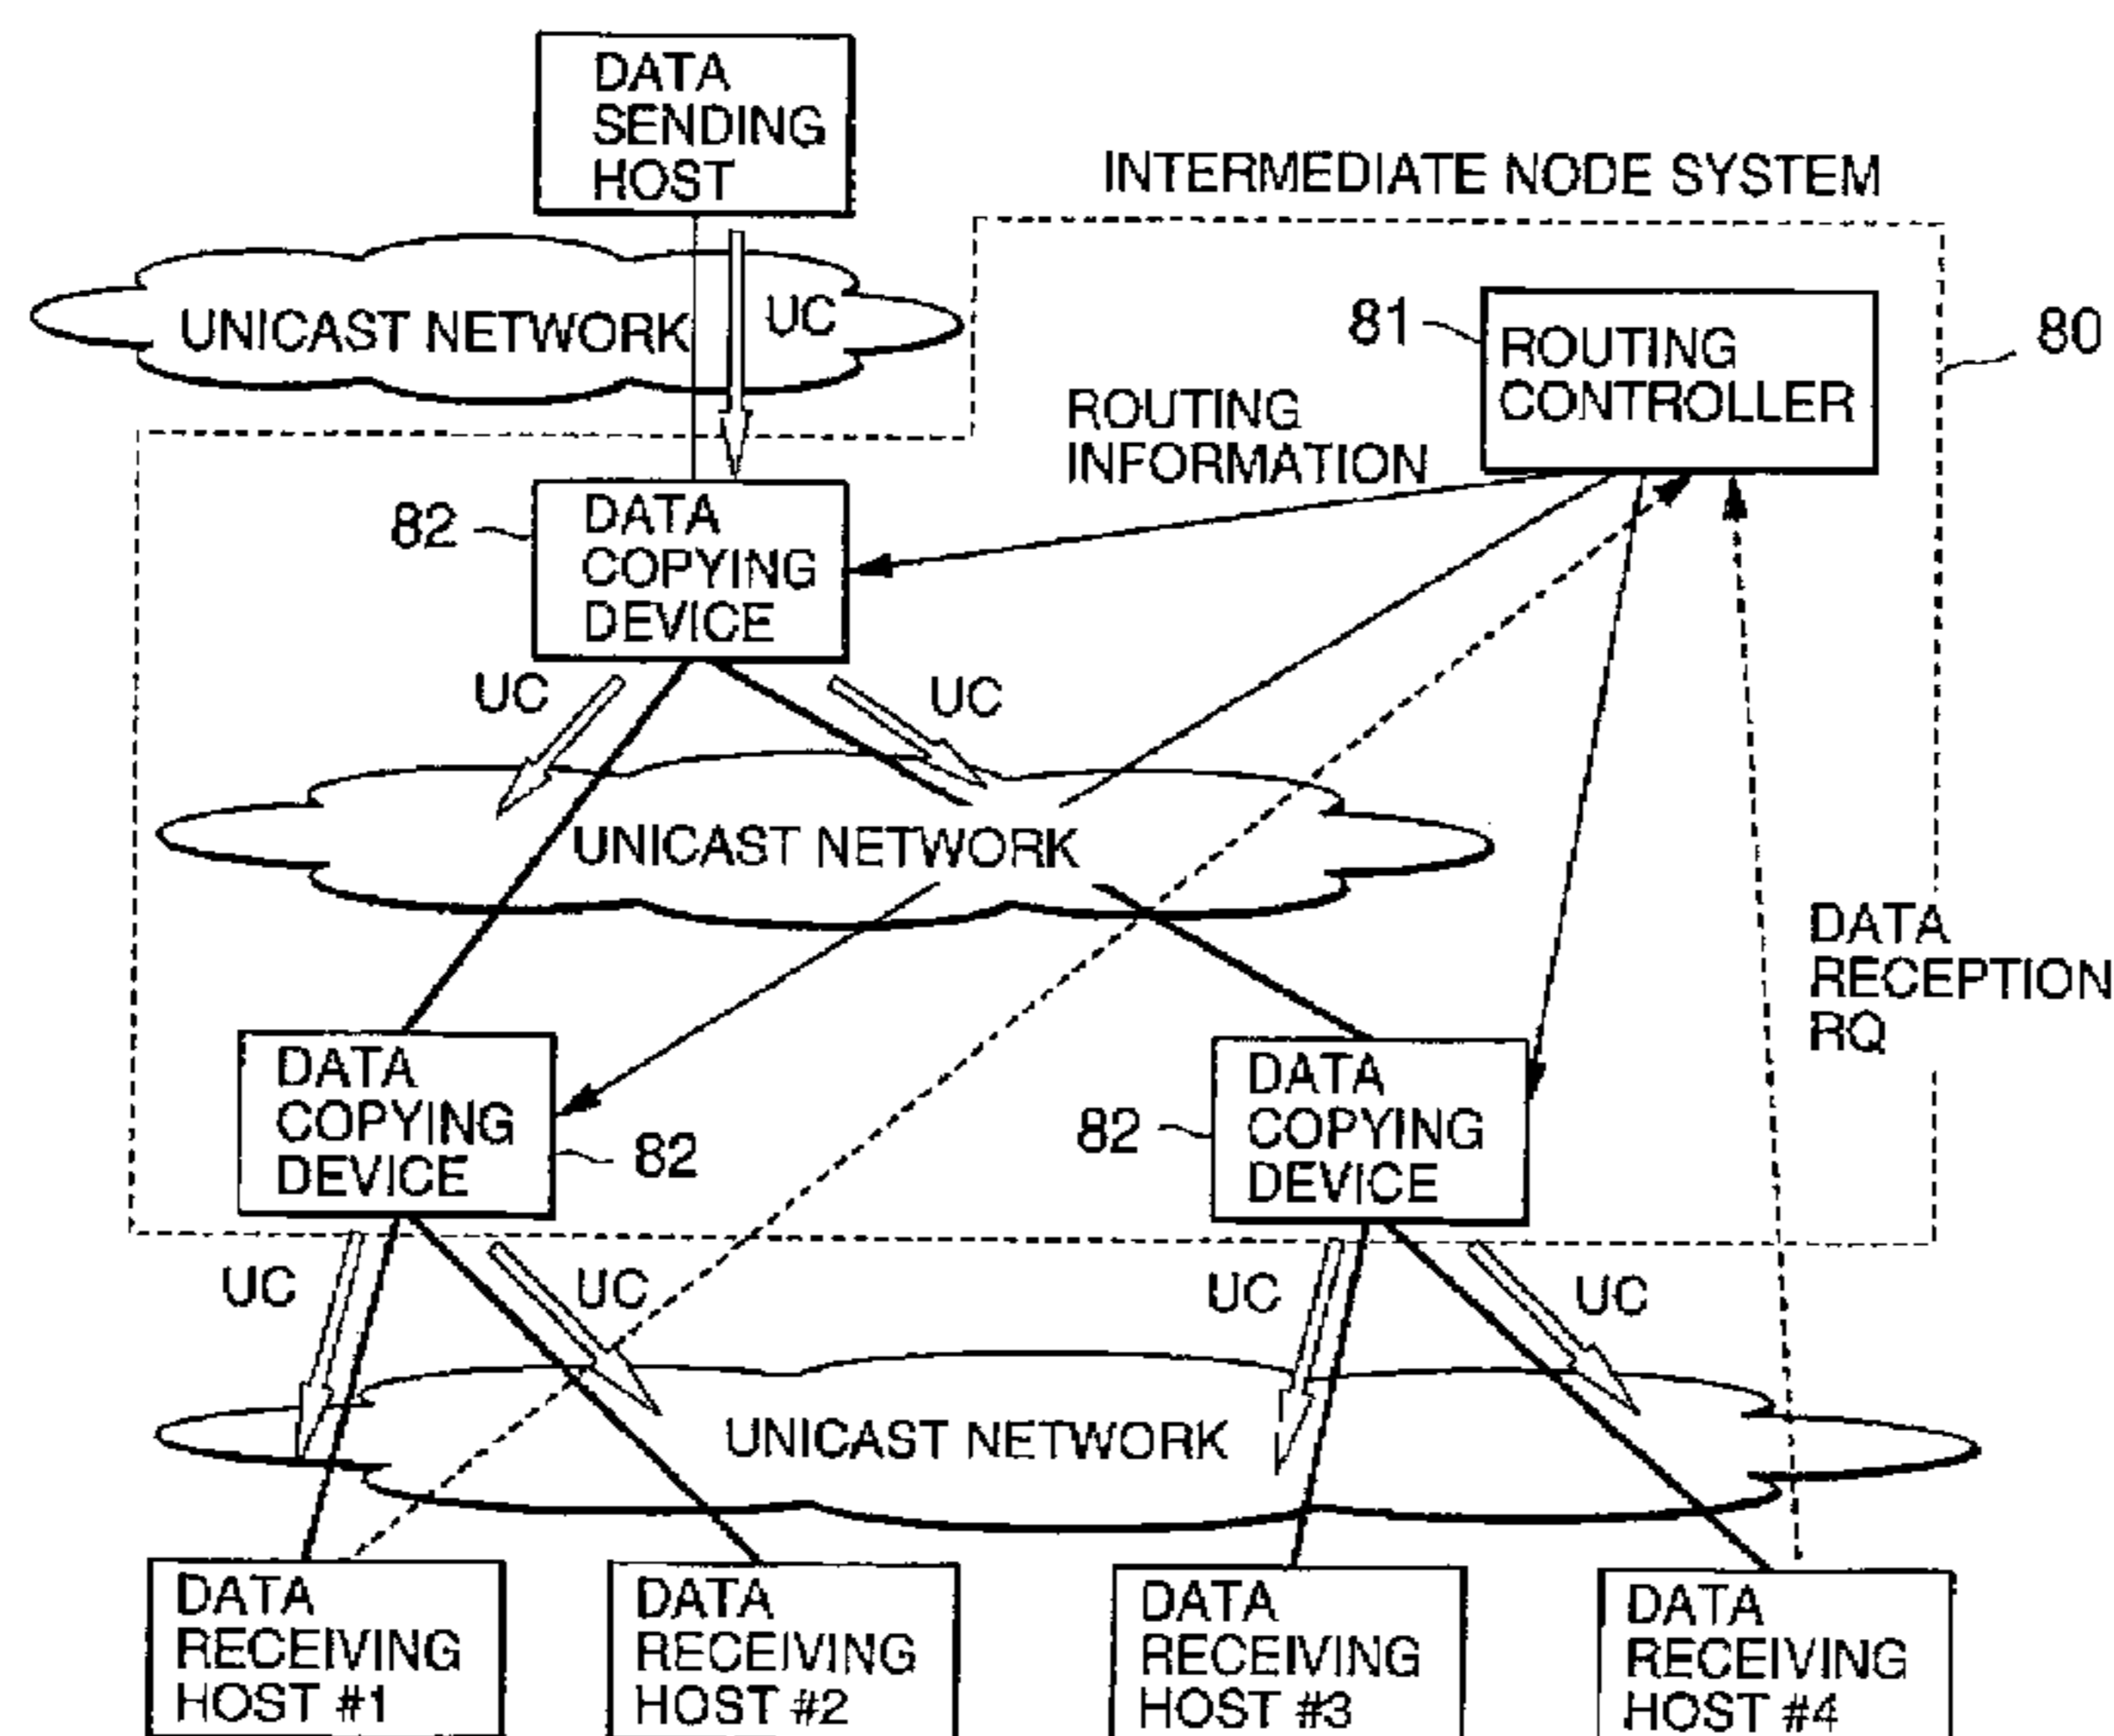 DATA
SENDING
HOST
INTERMEDIATE NODE SYSTEM
UNICAST NETWORK
UC
81
ROUTING
CONTROLLER
80
ROUTING
INFORMATION
82
DATA
COPYING
DEVICE
UC
UC
UNICAST NETWORK
DATA
RECEPTION
RQ
DATA
COPYING
DEVICE
82
82
DATA
COPYING
DEVICE
UC
UC
UC
UC
UNICAST NETWORK
DATA
RECEIVING
HOST #1
DATA
RECEIVING
HOST #2
DATA
RECEIVING
HOST #3
DATA
RECEIVING
HOST #4